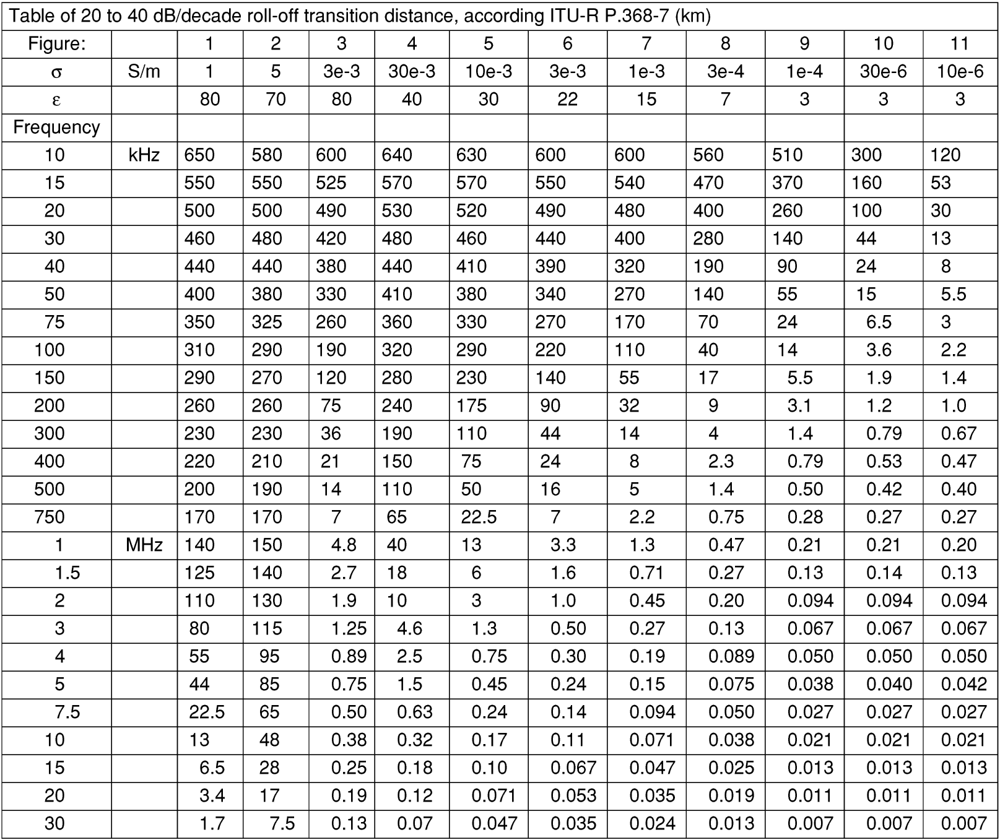 Table of 20 to 40 dB/decade roll-off transition distance, according ITU-R P.368-7 (km)
Figure: 1 2 3 4 5 6 7 8 9 10 11
σ S/m 1 5 3e-3 30e-3 10e-3 3e-3 1e-3 3e-4 1e-4 30e-6 10e-6
ε 80 70 80 40 30 22 15 7 3 3 3
Frequency
10 kHz 650 580 600 640 630 600 600 560 510 300 120
15 550 550 525 570 570 550 540 470 370 160 53
20 500 500 490 530 520 490 480 400 260 100 30
30 460 480 420 480 460 440 400 280 140 44 13
40 440 440 380 440 410 390 320 190 90 24 8
50 400 380 330 410 380 340 270 140 55 15 5.5
75 350 325 260 360 330 270 170 70 24 6.5 3
100 310 290 190 320 290 220 110 40 14 3.6 2.2
150 290 270 120 280 230 140 55 17 5.5 1.9 1.4
200 260 260 75 240 175 90 32 9 3.1 1.2 1.0
300 230 230 36 190 110 44 14 4 1.4 0.79 0.67
400 220 210 21 150 75 24 8 2.3 0.79 0.53 0.47
500 200 190 14 110 50 16 5 1.4 0.50 0.42 0.40
750 170 170 7 65 22.5 7 2.2 0.75 0.28 0.27 0.27
1 MHz 140 150 4.8 40 13 3.3 1.3 0.47 0.21 0.21 0.20
1.5 125 140 2.7 18 6 1.6 0.71 0.27 0.13 0.14 0.13
2 110 130 1.9 10 3 1.0 0.45 0.20 0.094 0.094 0.094
3 80 115 1.25 4.6 1.3 0.50 0.27 0.13 0.067 0.067 0.067
4 55 95 0.89 2.5 0.75 0.30 0.19 0.089 0.050 0.050 0.050
5 44 85 0.75 1.5 0.45 0.24 0.15 0.075 0.038 0.040 0.042
7.5 22.5 65 0.50 0.63 0.24 0.14 0.094 0.050 0.027 0.027 0.027
10 13 48 0.38 0.32 0.17 0.11 0.071 0.038 0.021 0.021 0.021
15 6.5 28 0.25 0.18 0.10 0.067 0.047 0.025 0.013 0.013 0.013
20 3.4 17 0.19 0.12 0.071 0.053 0.035 0.019 0.011 0.011 0.011
30 1.7 7.5 0.13 0.07 0.047 0.035 0.024 0.013 0.007 0.007 0.007